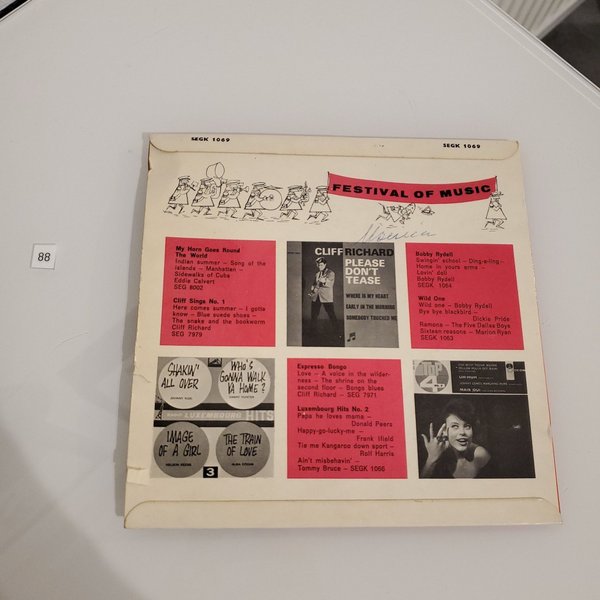 SEGK 1069
SEGK 1069
FESTIVAL OF MUSIC
88
My Horn Goes Round
The World
Indian summer – Song of the
islands – Manhattan –
Sidewalks of Cuba
Eddie Calvert
SEG 8002
Cliff Sings No. 1
Here comes summer – I gotta
know – Blue suede shoes –
The snake and the bookworm
Cliff Richard
SEG 7979
CLIFF RICHARD
PLEASE
DON'T
TEASE
WHERE IS MY HEART
EARLY IN THE MORNING
SOMEBODY TOUCHED ME
Bobby Rydell
Swingin' school – Ding-a-ling –
Home in yours erms –
Lovin' doll
Bobby Rydell
SEGK 1064
Wild One
Wild one – Bobby Rydell
Bye bye blackbird –
Dickie Pride
Ramona – The Five Dallas Boys
Sixteen reasons – Marion Ryan
SEGK 1063
SHAKIN'
ALL OVER
WHO'S
GONNA WALK
YA HOME?
LUXEMBOURG HITS
IMAGE
OF A GIRL
THE TRAIN
OF LOVE
3
Espresso Bongo
Love – A voice in the wilder-
ness – The shrine on the
second floor – Bongo blues
Cliff Richard – SEG 7971
Luxembourg Hits No. 2
Papa he loves mama –
Donald Peers
Happy-go-lucky-me –
Frank Ifield
Tie me Kangaroo down sport –
Rolf Harris
Ain't misbehavin' –
Tommy Bruce – SEGK 1066
4